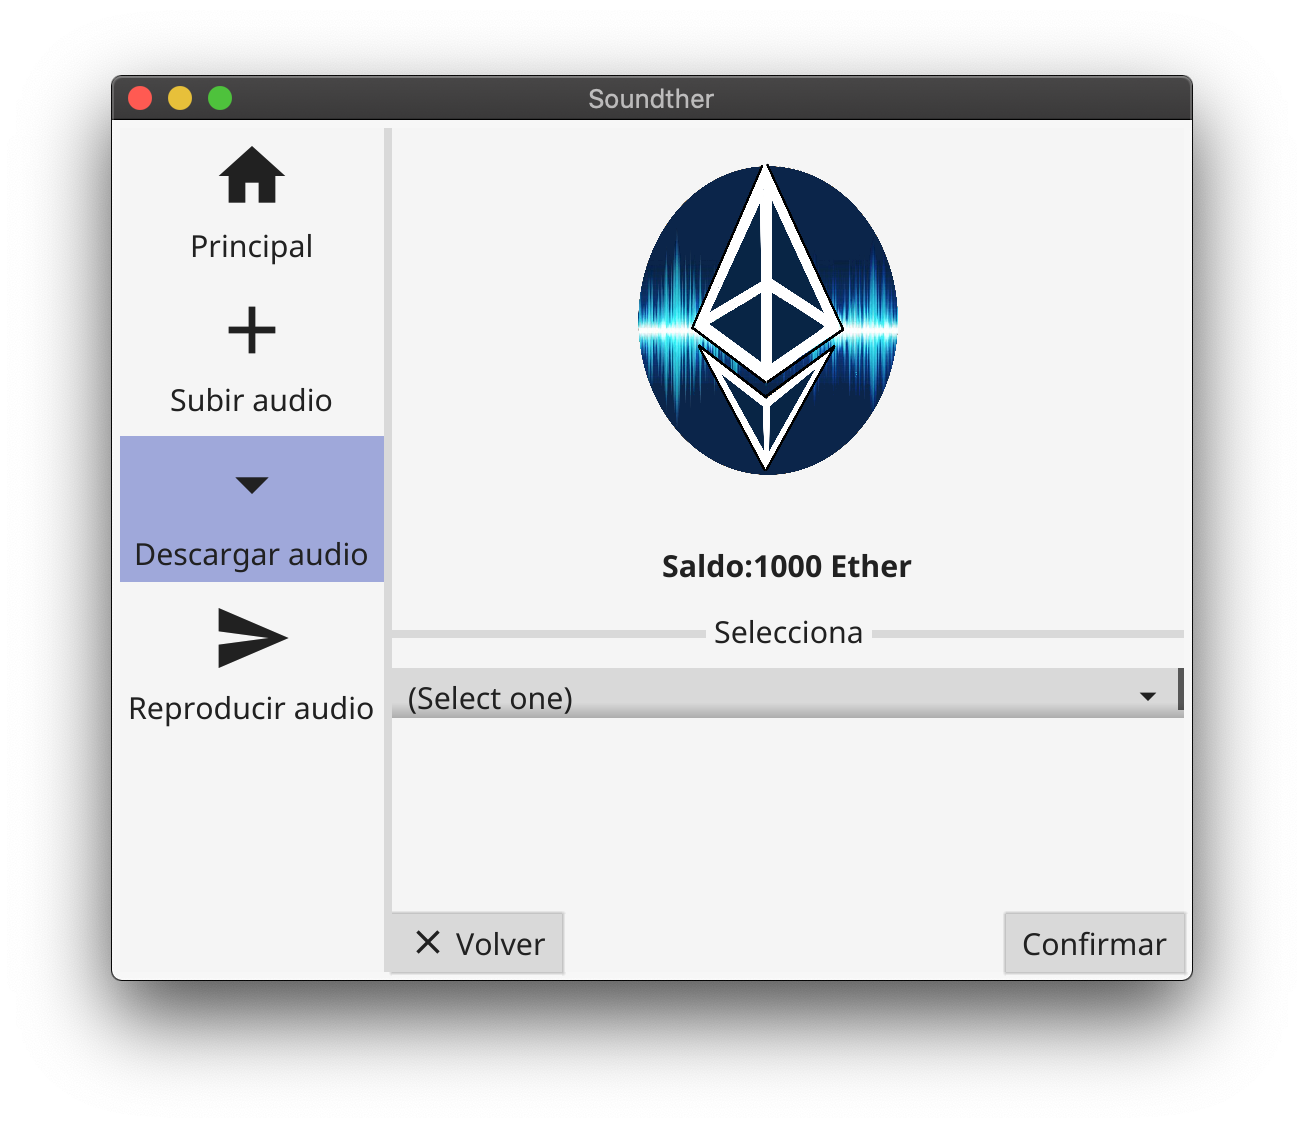 Soundther
Principal
Subir audio
Descargar audio
Reproducir audio
Saldo:1000 Ether
Selecciona
(Select one)
Volver
Confirmar